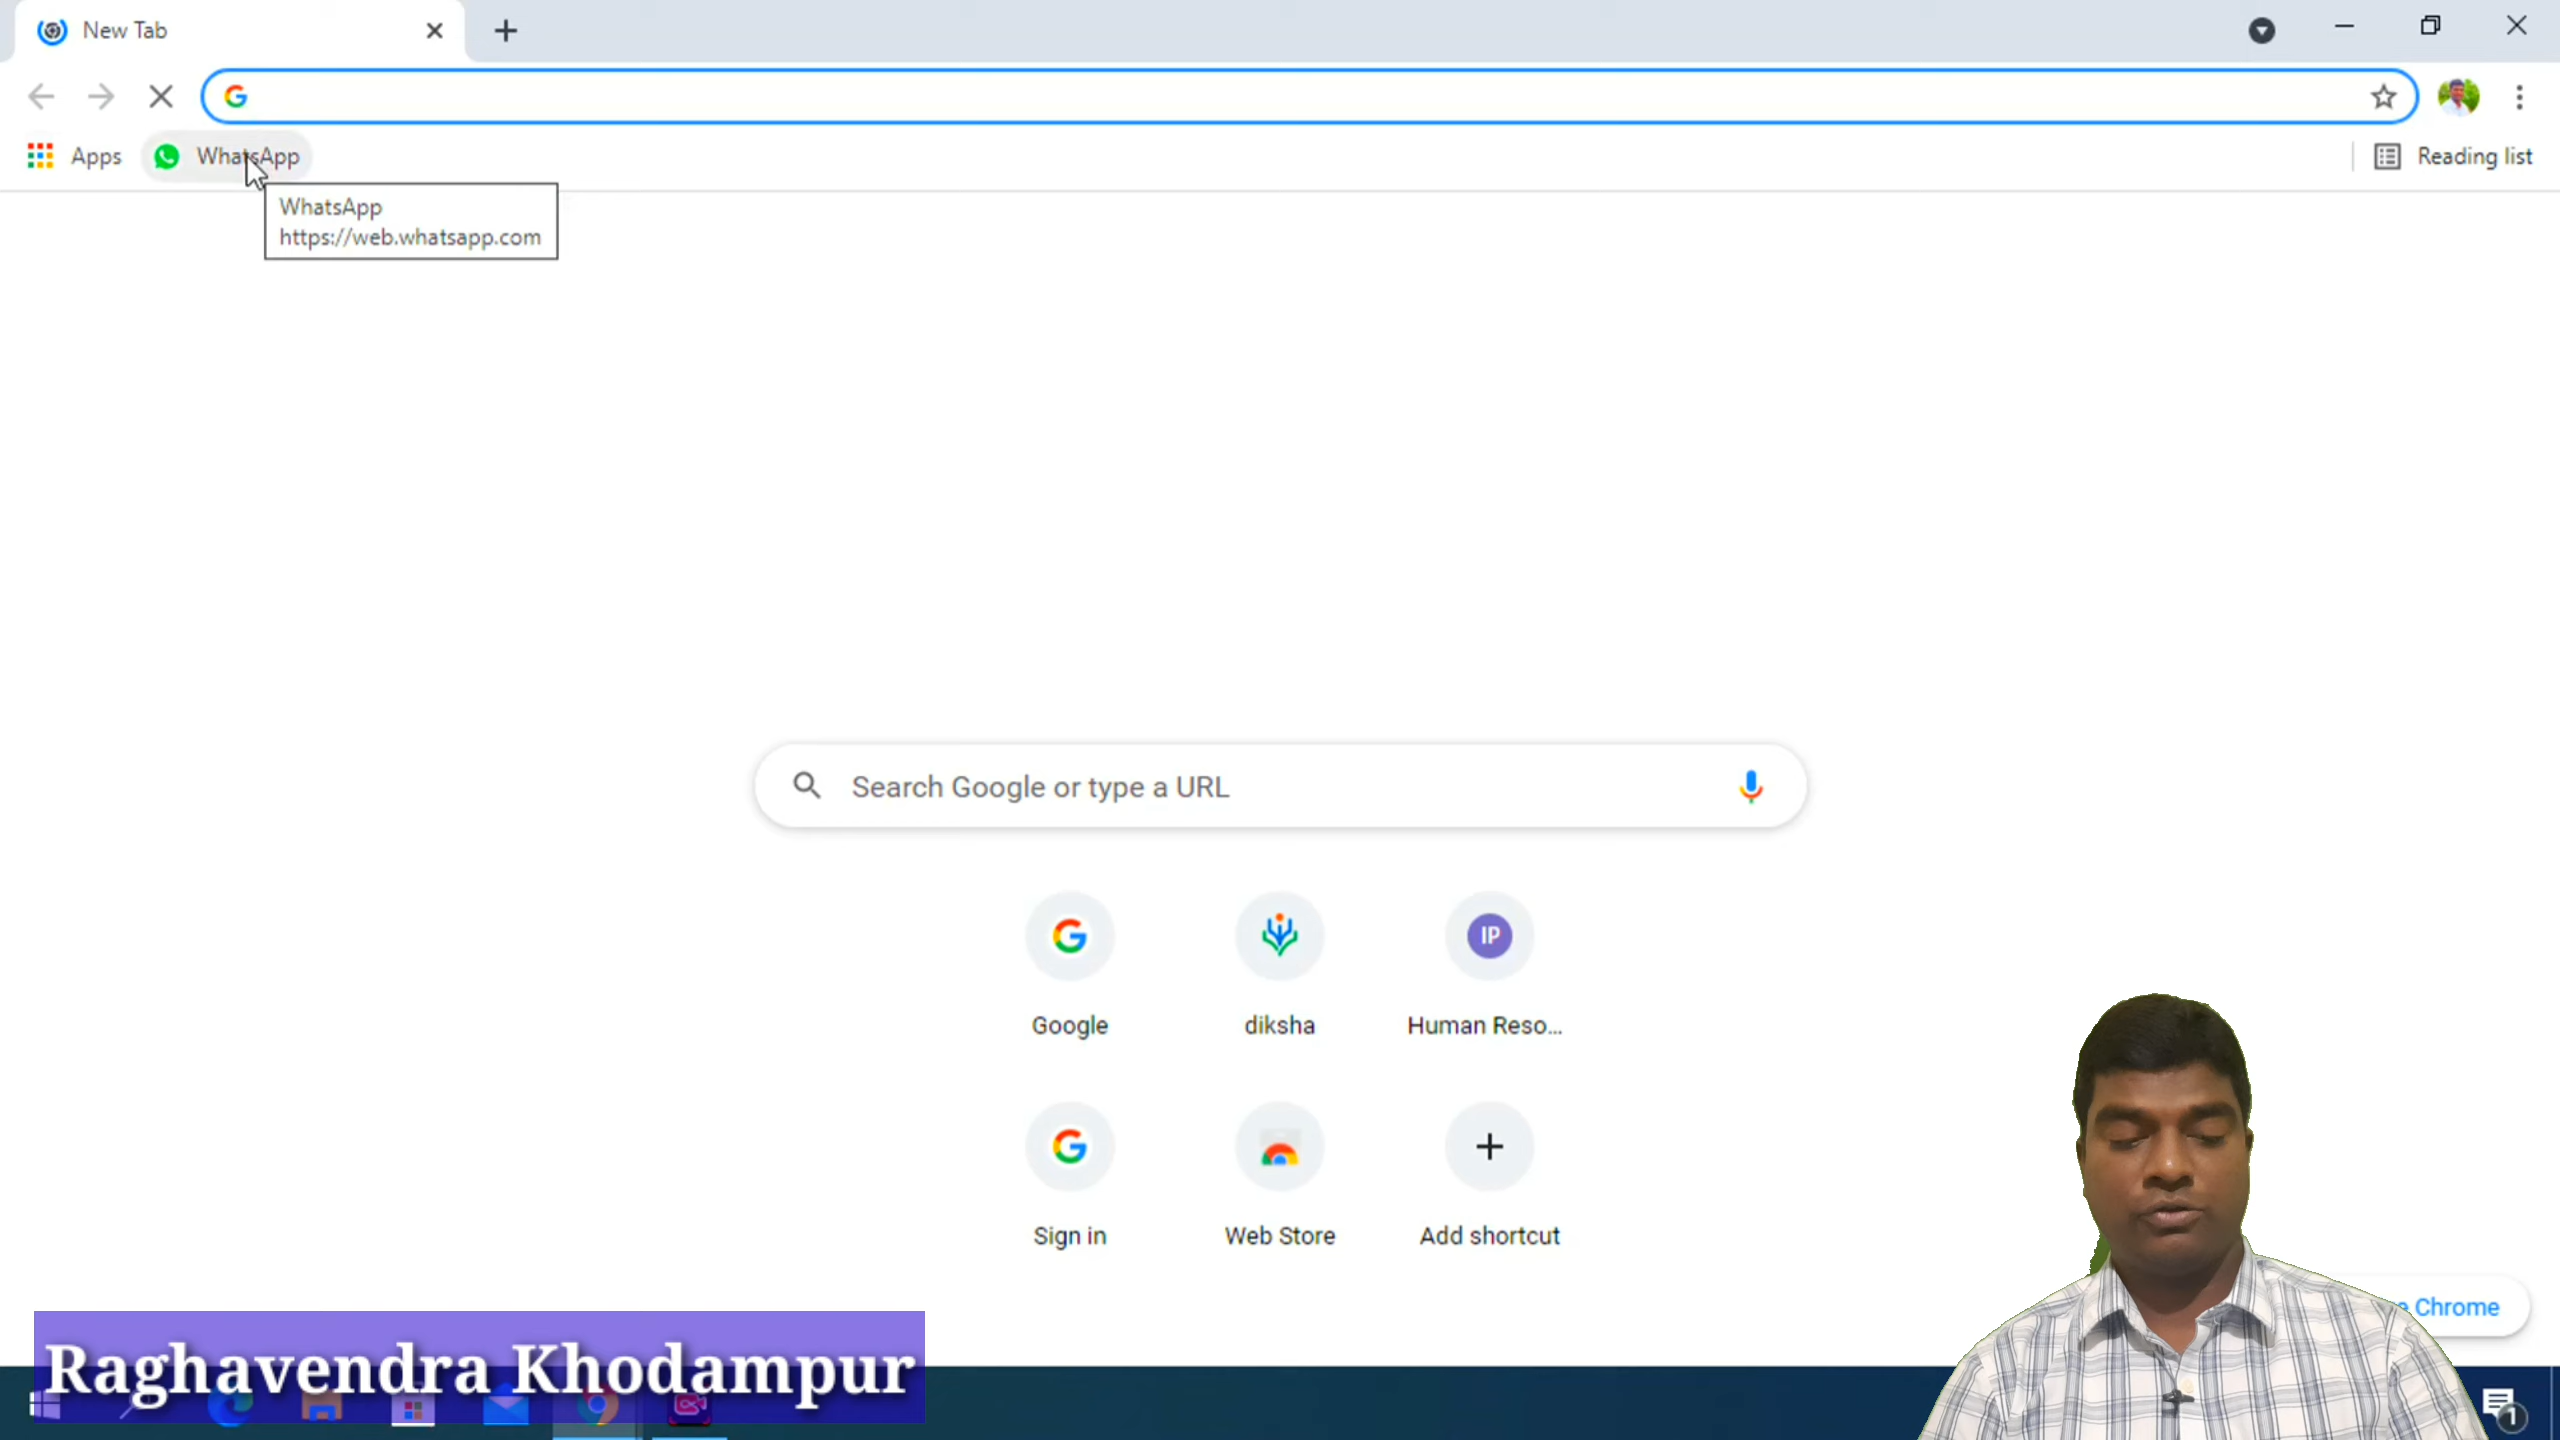 New Tab
Apps
WhatsApp
Reading list
WhatsApp
https://web.whatsapp.com
Search Google or type a URL
IP
Google
diksha
Human Reso...
Sign in
Web Store
Add shortcut
e Chrome
Raghavendra Khodampur
1